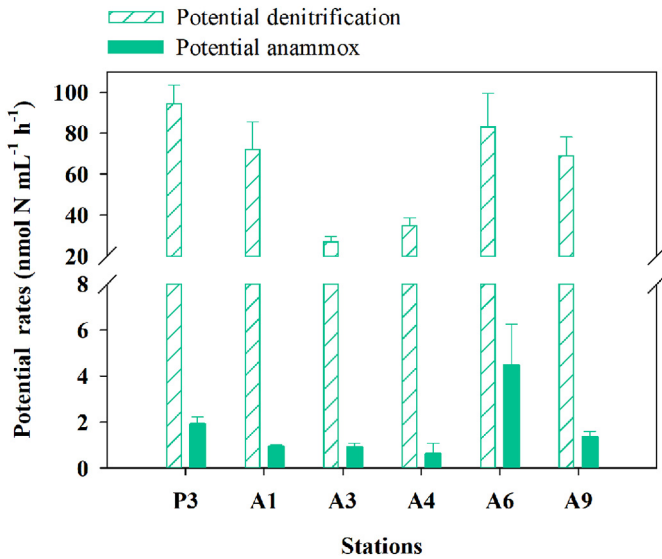 Potential denitrification
Potential anammox
Potential rates (nmol N mL⁻¹ h⁻¹)
100
80
60
40
20
8
6
4
2
0
P3 A1 A3 A4 A6 A9
Stations